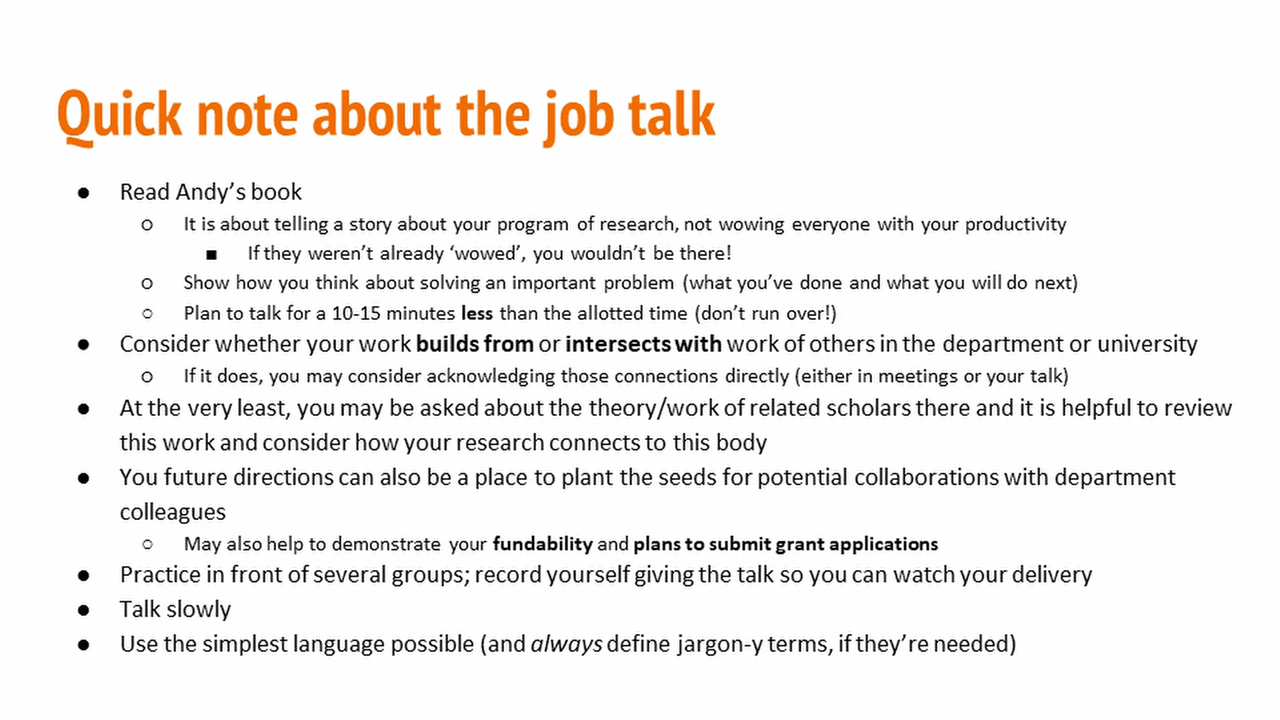 Quick note about the job talk
● Read Andy’s book
○ It is about telling a story about your program of research, not wowing everyone with your productivity
■ If they weren’t already ‘wowed’, you wouldn’t be there!
○ Show how you think about solving an important problem (what you’ve done and what you will do next)
○ Plan to talk for a 10-15 minutes less than the allotted time (don’t run over!)
● Consider whether your work builds from or intersects with work of others in the department or university
○ If it does, you may consider acknowledging those connections directly (either in meetings or your talk)
● At the very least, you may be asked about the theory/work of related scholars there and it is helpful to review
this work and consider how your research connects to this body
● You future directions can also be a place to plant the seeds for potential collaborations with department
colleagues
○ May also help to demonstrate your fundability and plans to submit grant applications
● Practice in front of several groups; record yourself giving the talk so you can watch your delivery
● Talk slowly
● Use the simplest language possible (and always define jargon-y terms, if they’re needed)